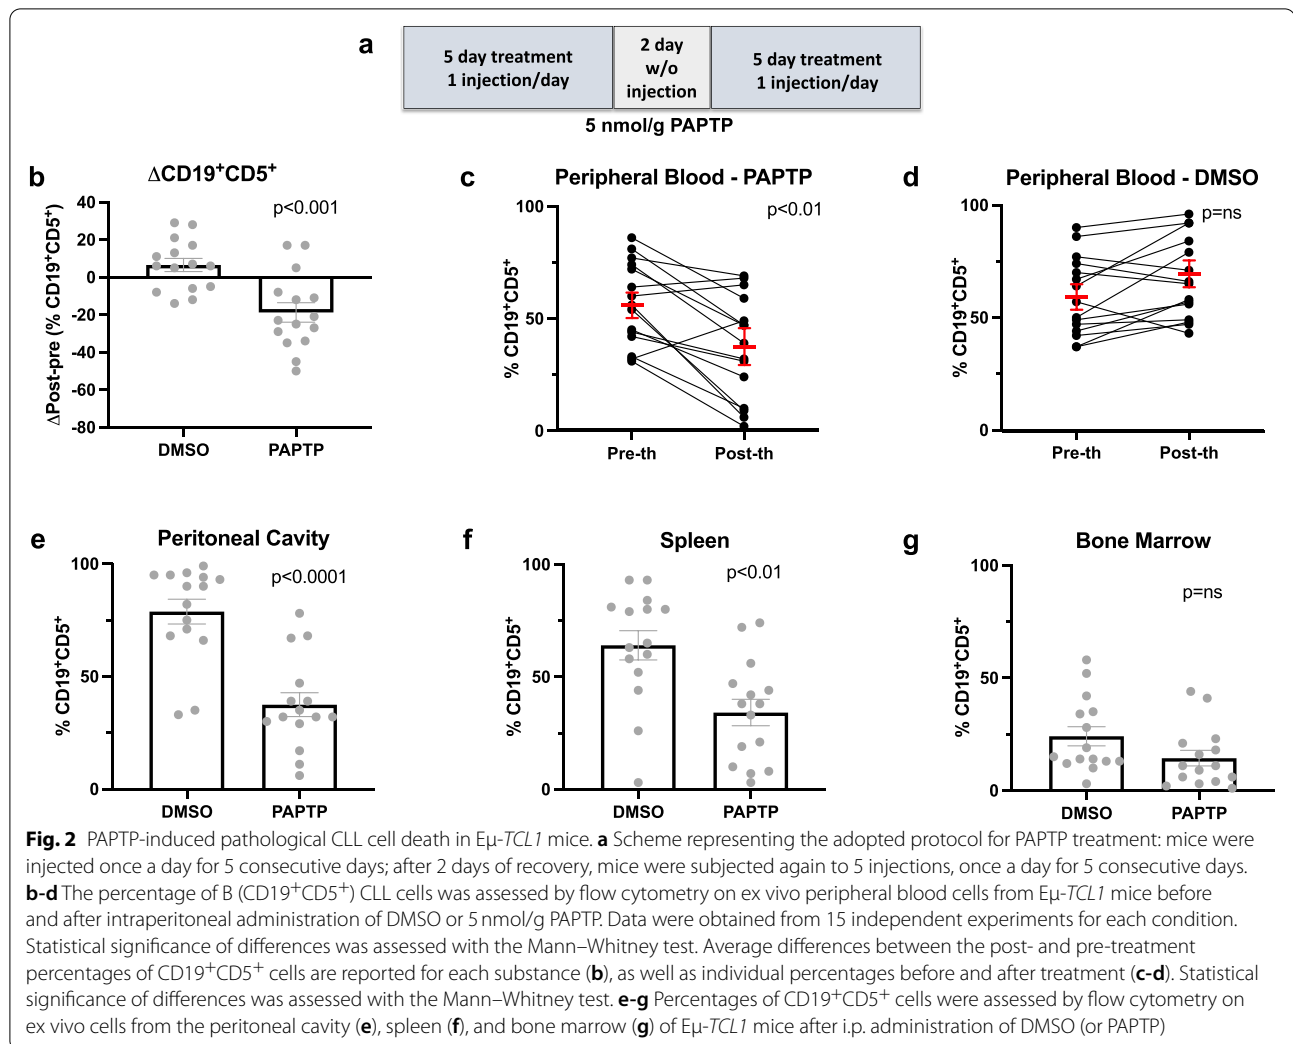 a
5 day treatment
1 injection/day
2 day
w/o
injection
5 day treatment
1 injection/day
5 nmol/g PAPTP
b
ΔCD19⁺CD5⁺
ΔPost-pre (% CD19⁺CD5⁺)
40
20
0
-20
-40
-60
-80
p<0.001
DMSO
PAPTP
c
Peripheral Blood - PAPTP
% CD19⁺CD5⁺
100
50
0
p<0.01
Pre-th
Post-th
d
Peripheral Blood - DMSO
% CD19⁺CD5⁺
100
50
0
p=ns
Pre-th
Post-th
e
Peritoneal Cavity
% CD19⁺CD5⁺
100
50
0
p<0.0001
DMSO
PAPTP
f
Spleen
% CD19⁺CD5⁺
100
50
0
p<0.01
DMSO
PAPTP
g
Bone Marrow
% CD19⁺CD5⁺
100
50
0
p=ns
DMSO
PAPTP
Fig. 2 PAPTP-induced pathological CLL cell death in Eμ-TCL1 mice. a Scheme representing the adopted protocol for PAPTP treatment: mice were
injected once a day for 5 consecutive days; after 2 days of recovery, mice were subjected again to 5 injections, once a day for 5 consecutive days.
b-d The percentage of B (CD19⁺CD5⁺) CLL cells was assessed by flow cytometry on ex vivo peripheral blood cells from Eμ-TCL1 mice before
and after intraperitoneal administration of DMSO or 5 nmol/g PAPTP. Data were obtained from 15 independent experiments for each condition.
Statistical significance of differences was assessed with the Mann–Whitney test. Average differences between the post- and pre-treatment
percentages of CD19⁺CD5⁺ cells are reported for each substance (b), as well as individual percentages before and after treatment (c-d). Statistical
significance of differences was assessed with the Mann–Whitney test. e-g Percentages of CD19⁺CD5⁺ cells were assessed by flow cytometry on
ex vivo cells from the peritoneal cavity (e), spleen (f), and bone marrow (g) of Eμ-TCL1 mice after i.p. administration of DMSO (or PAPTP)